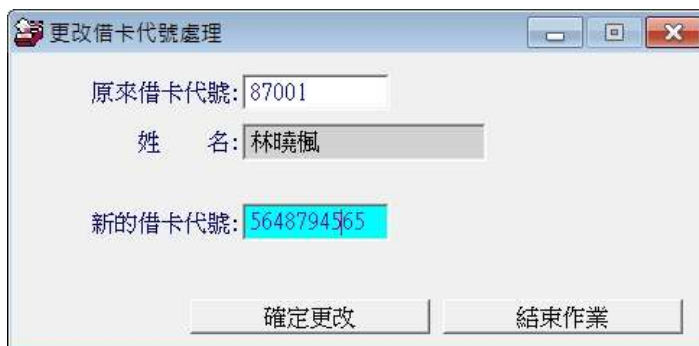 更改借卡代號處理
原來借卡代號: 87001
姓　　名: 林曉楓
新的借卡代號: 5648794565
確定更改　結束作業